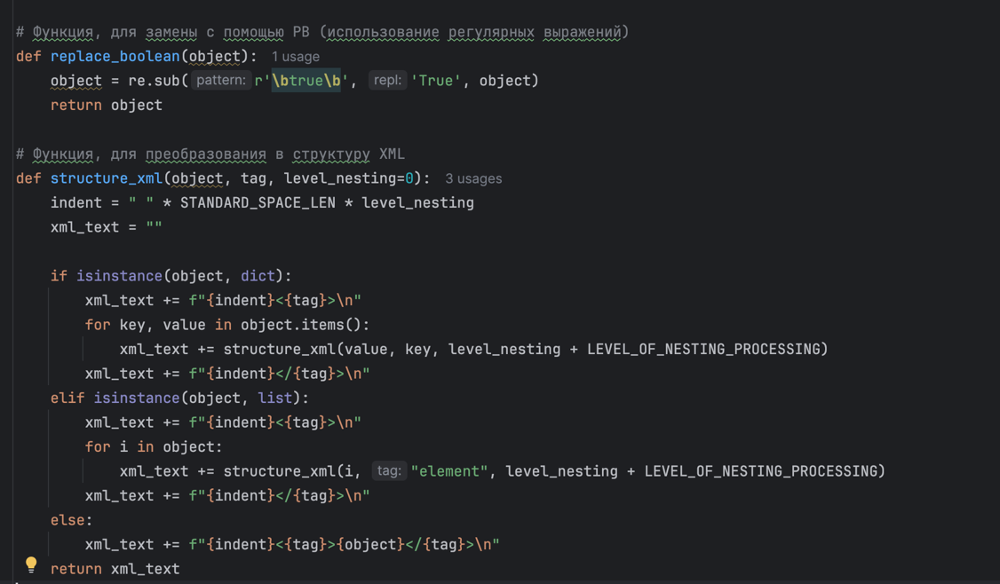 # Функция, для замены с помощью РВ (использование регулярных выражений)
def replace_boolean(object): 1 usage
    object = re.sub( pattern: r'\btrue\b', repl: 'True', object)
    return object

# Функция, для преобразования в структуру XML
def structure_xml(object, tag, level_nesting=0): 3 usages
    indent = " " * STANDARD_SPACE_LEN * level_nesting
    xml_text = ""

    if isinstance(object, dict):
        xml_text += f"{indent}<{tag}>\n"
        for key, value in object.items():
            xml_text += structure_xml(value, key, level_nesting + LEVEL_OF_NESTING_PROCESSING)
        xml_text += f"{indent}</{tag}>\n"
    elif isinstance(object, list):
        xml_text += f"{indent}<{tag}>\n"
        for i in object:
            xml_text += structure_xml(i, tag: "element", level_nesting + LEVEL_OF_NESTING_PROCESSING)
        xml_text += f"{indent}</{tag}>\n"
    else:
        xml_text += f"{indent}<{tag}>{object}</{tag}>\n"
    return xml_text